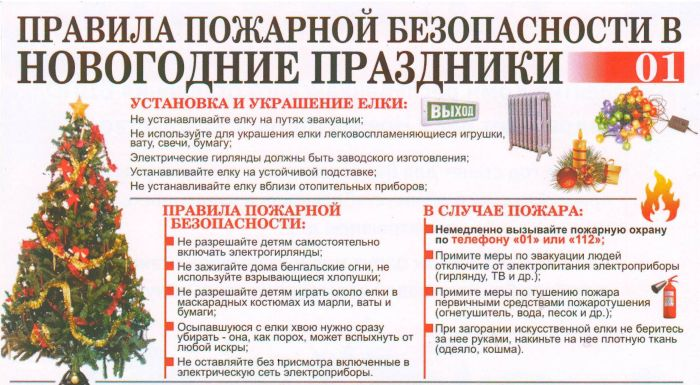 ПРАВИЛА ПОЖАРНОЙ БЕЗОПАСНОСТИ В
НОВОГОДНИЕ ПРАЗДНИКИ 01
УСТАНОВКА И УКРАШЕНИЕ ЕЛКИ:
Не устанавливайте елку на путях эвакуации;
Не используйте для украшения елки легковоспламеняющиеся игрушки,
вату, свечи, бумагу;
Электрические гирлянды должны быть заводского изготовления;
Устанавливайте елку на устойчивой подставке;
Не устанавливайте елку вблизи отопительных приборов;
ВЫХОД
ПРАВИЛА ПОЖАРНОЙ
БЕЗОПАСНОСТИ:
Не разрешайте детям самостоятельно
включать электрогирланды;
Не зажигайте дома бенгальские огни, не
используйте взрывающиеся хлопушки;
Не разрешайте детям играть около елки в
маскарадных костюмах из марли, ваты и
бумаги;
Осыпавшуюся с елки хвою нужно сразу
убирать - она, как порох, может вспыхнуть от
любой искры;
Не оставляйте без присмотра включенные в
электрическую сеть электроприборы.
В СЛУЧАЕ ПОЖАРА:
Немедленно вызывайте пожарную охрану
по телефону «01» или «112»;
Примите меры по эвакуации людей
отключите от электропитания электроприборы
(гирлянду, ТВ и др.);
Примите меры по тушению пожара
первичными средствами пожаротушения
(огнетушитель, вода, песок и др.);
При загорании искусственной елки не беритесь
за нее руками, накиньте на нее плотную ткань
(одеяло, кошма).